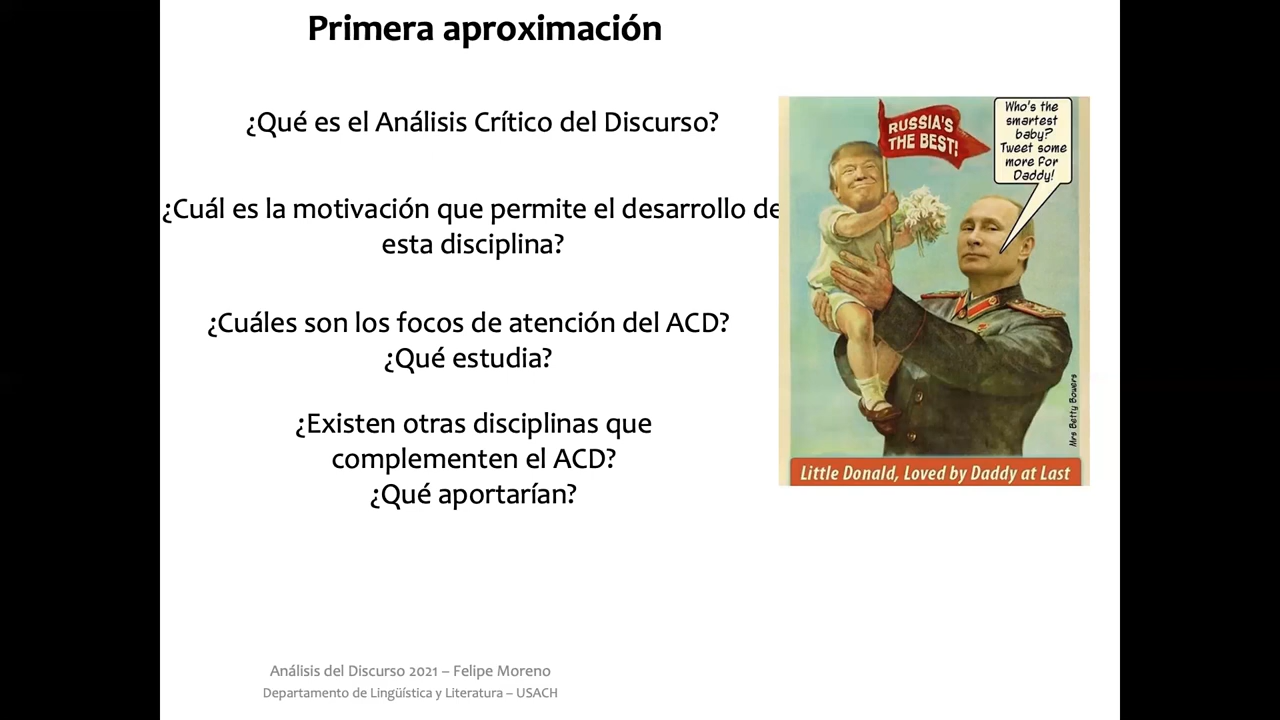 Primera aproximación
¿Qué es el Análisis Crítico del Discurso?
¿Cuál es la motivación que permite el desarrollo de
esta disciplina?
¿Cuáles son los focos de atención del ACD?
¿Qué estudia?
¿Existen otras disciplinas que
complementen el ACD?
¿Qué aportarían?
RUSSIA'S
THE BEST!
Who's the
smartest
baby?
Tweet some
more for
Daddy!
Mrs Betty Bowers
Little Donald, Loved by Daddy at Last
Análisis del Discurso 2021 – Felipe Moreno
Departamento de Lingüística y Literatura – USACH